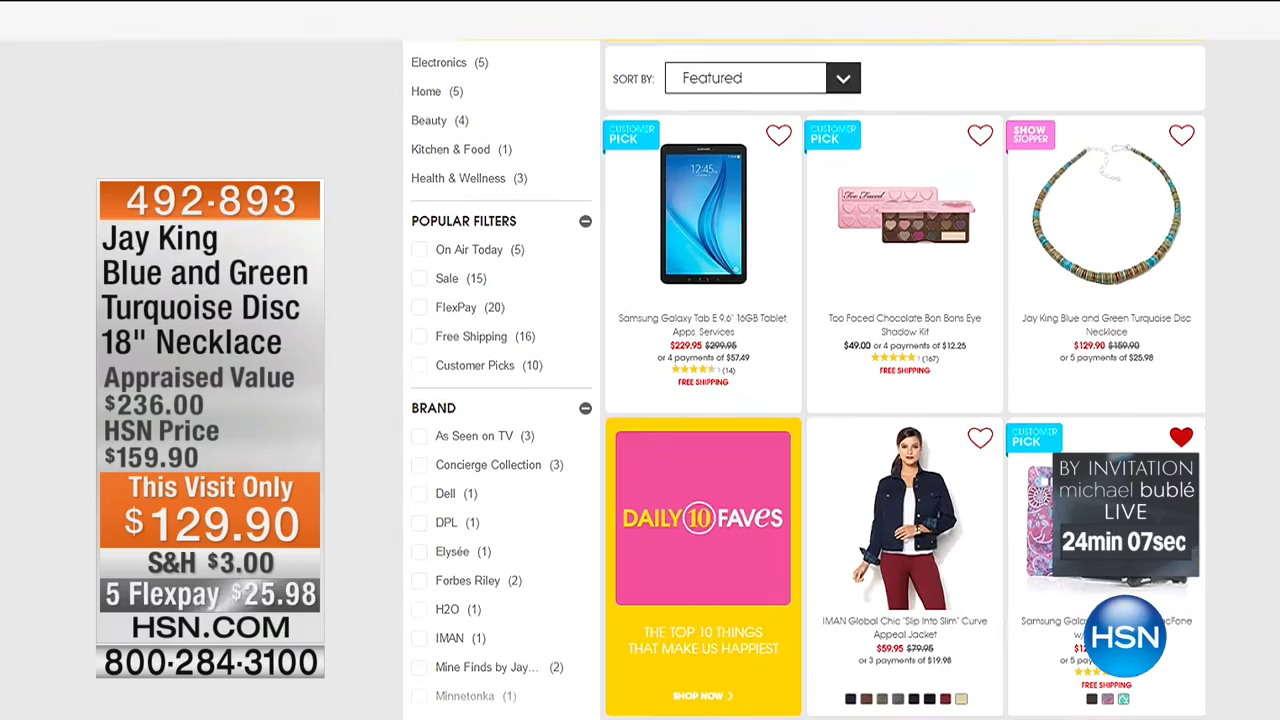 492·893
Jay King
Blue and Green
Turquoise Disc
18" Necklace
Appraised Value
$236.00
HSN Price
$159.90
This Visit Only
$129.90
S&H $3.00
5 Flexpay $25.98
HSN.COM
800·284·3100
Electronics (5)
Home (5)
Beauty (4)
Kitchen & Food (1)
Health & Wellness (3)
POPULAR FILTERS
On Air Today (5)
Sale (15)
FlexPay (20)
Free Shipping (16)
Customer Picks (10)
BRAND
As Seen on TV (3)
Concierge Collection (3)
Dell (1)
DPL (1)
Elysée (1)
Forbes Riley (2)
H2O (1)
IMAN (1)
Mine Finds by Jay... (2)
Minnetonka (1)
SORT BY: Featured
CUSTOMER
PICK
12:45
Samsung Galaxy Tab E 9.6" 16GB Tablet,
Apps, Services
$229.95 $299.95
or 4 payments of $57.49
(14)
FREE SHIPPING
CUSTOMER
PICK
Too Faced
Too Faced Chocolate Bon Bons Eye
Shadow Kit
$49.00 or 4 payments of $12.25
(167)
FREE SHIPPING
SHOW
STOPPER
Jay King Blue and Green Turquoise Disc
Necklace
$129.90 $159.90
or 5 payments of $25.98
DAILY 10 FAVES
THE TOP 10 THINGS
THAT MAKE US HAPPIEST
SHOP NOW
IMAN Global Chic "Slip Into Slim" Curve
Appeal Jacket
$59.95 $79.95
or 3 payments of $19.98
CUSTOMER
PICK
BY INVITATION
michael bublé
LIVE
24min 07sec
Samsung
HSN
or 5
FREE SHIPPING